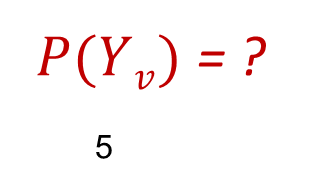 P(Y_v) = ?
5